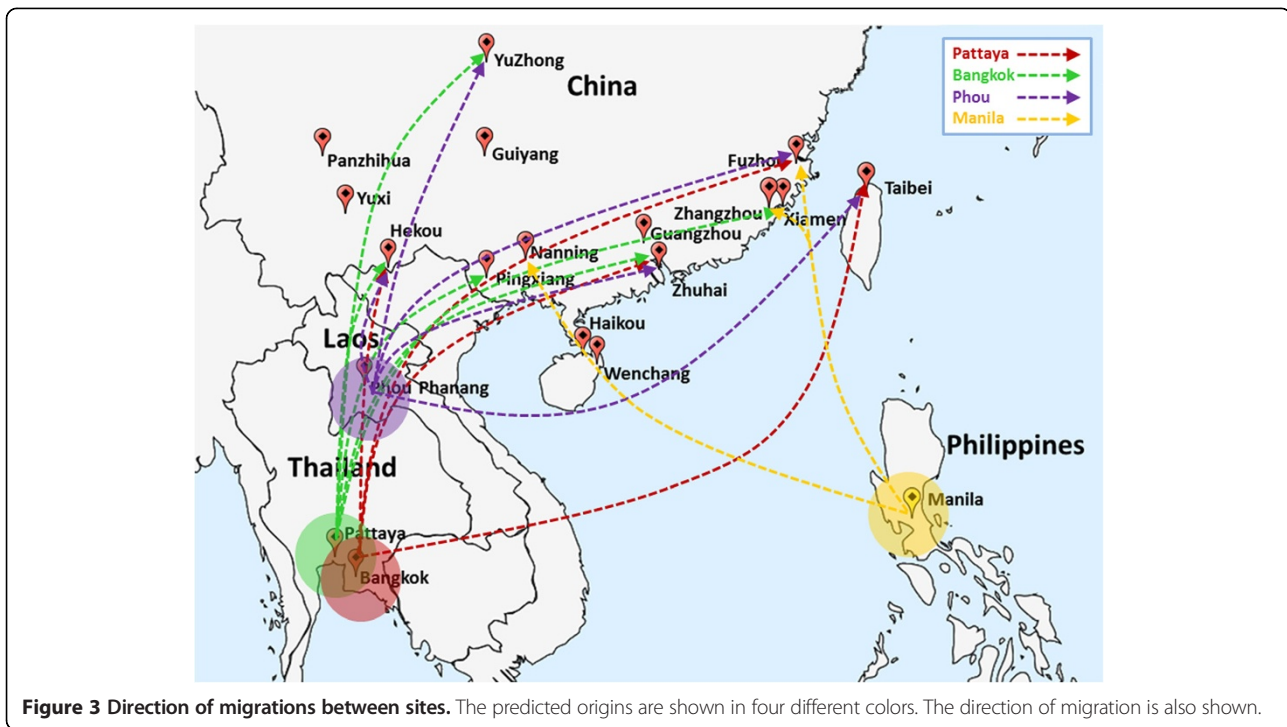 YuZhong
China
Pattaya
Bangkok
Phou
Manila
Panzhihua
Guiyang
Fuzhou
Taibei
Yuxi
Zhangzhou
Xiamen
Hekou
Guangzhou
Nanning
Pingxiang
Zhuhai
Laos
Haikou
Wenchang
Phou Phanang
Thailand
Philippines
Manila
Pattaya
Bangkok
Figure 3 Direction of migrations between sites. The predicted origins are shown in four different colors. The direction of migration is also shown.